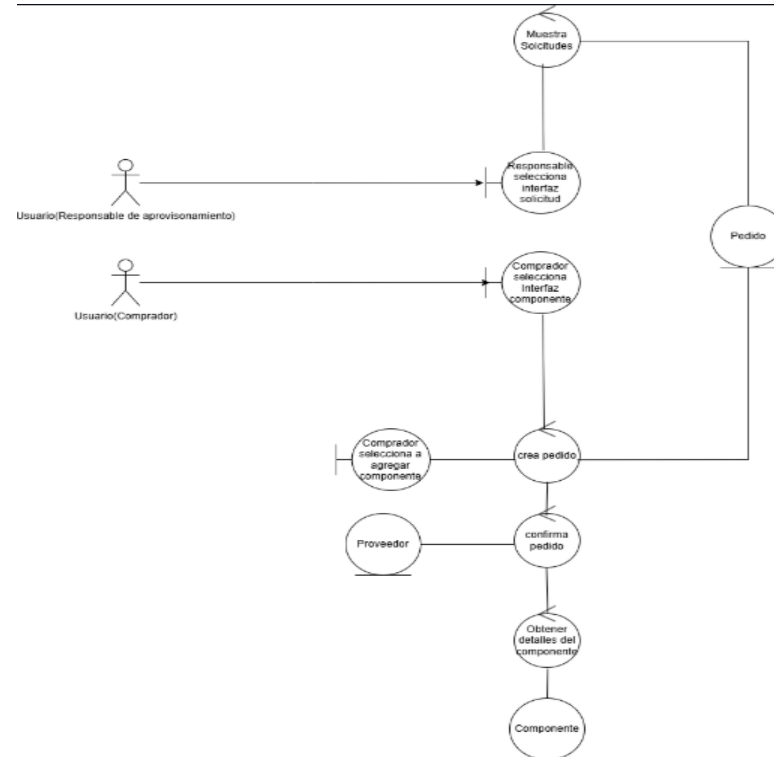 Muestra
Soicitudes
Responsable
selecciona
interfaz
solicitud
Usuario(Responsable de aprovisonamiento)
Pedido
Comprador
selecciona
Interfaz
componente
Usuario(Comprador)
Comprador
selecciona a
agregar
componente
crea pedido
Proveedor
confirma
pedido
Obtener
detalles del
componente
Componente